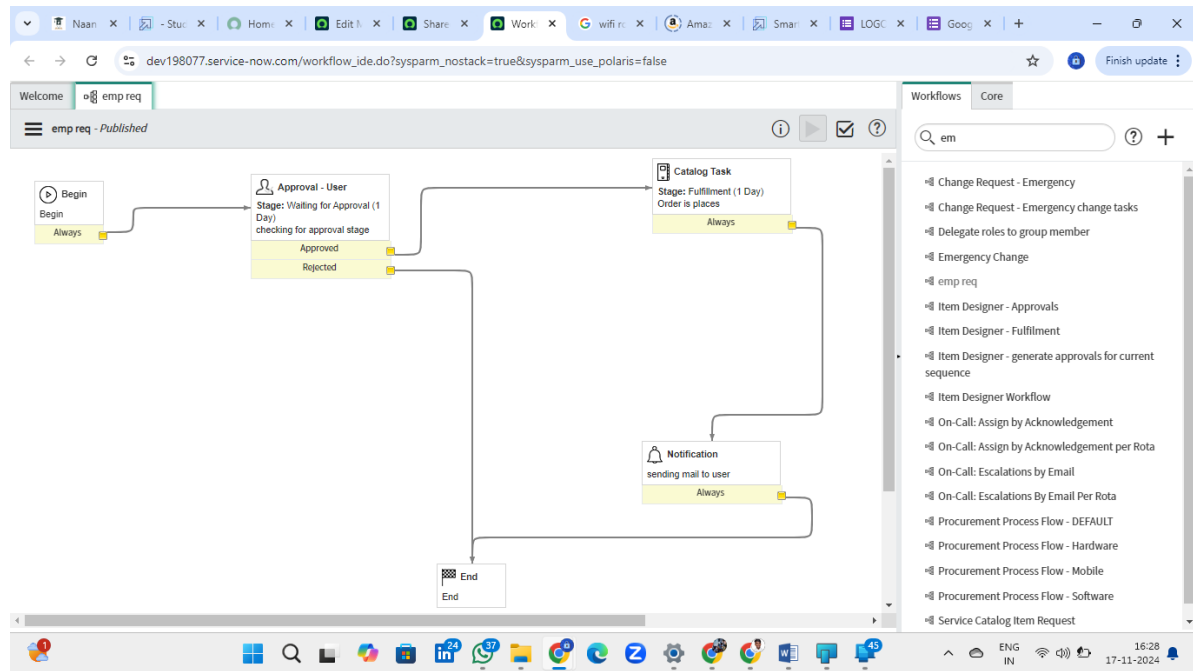 Naan
- Stuc
Home
Edit N
Share
Work
wifi rc
Amaz
Smar
LOGC
Goog
dev198077.service-now.com/workflow_ide.do?sysparm_nostack=true&sysparm_use_polaris=false
Finish update
Welcome
emp req
Workflows
Core
emp req - Published
em
Begin
Begin
Always
Approval - User
Stage: Waiting for Approval (1
Day)
checking for approval stage
Approved
Rejected
Catalog Task
Stage: Fulfillment (1 Day)
Order is places
Always
Notification
sending mail to user
Always
End
End
Change Request - Emergency
Change Request - Emergency change tasks
Delegate roles to group member
Emergency Change
emp req
Item Designer - Approvals
Item Designer - Fulfilment
Item Designer - generate approvals for current
sequence
Item Designer Workflow
On-Call: Assign by Acknowledgement
On-Call: Assign by Acknowledgement per Rota
On-Call: Escalations by Email
On-Call: Escalations By Email Per Rota
Procurement Process Flow - DEFAULT
Procurement Process Flow - Hardware
Procurement Process Flow - Mobile
Procurement Process Flow - Software
Service Catalog Item Request
1
24
37
45
ENG
IN
16:28
17-11-2024